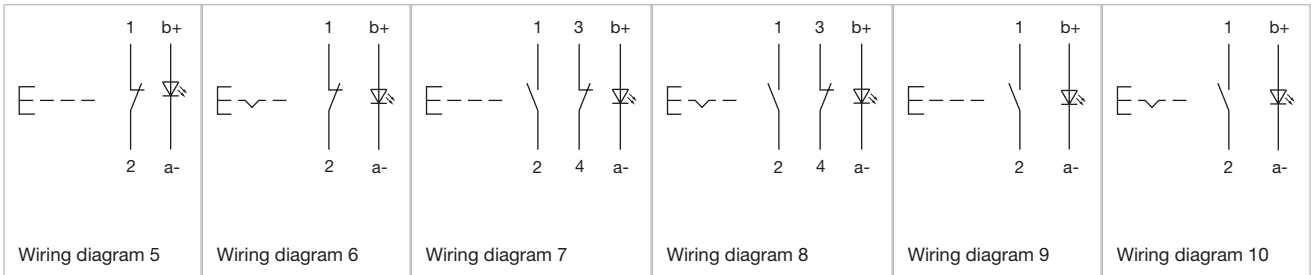 1 b+
2 a-
Wiring diagram 5
1 b+
2 a-
Wiring diagram 6
1 3 b+
2 4 a-
Wiring diagram 7
1 3 b+
2 4 a-
Wiring diagram 8
1 b+
2 a-
Wiring diagram 9
1 b+
2 a-
Wiring diagram 10